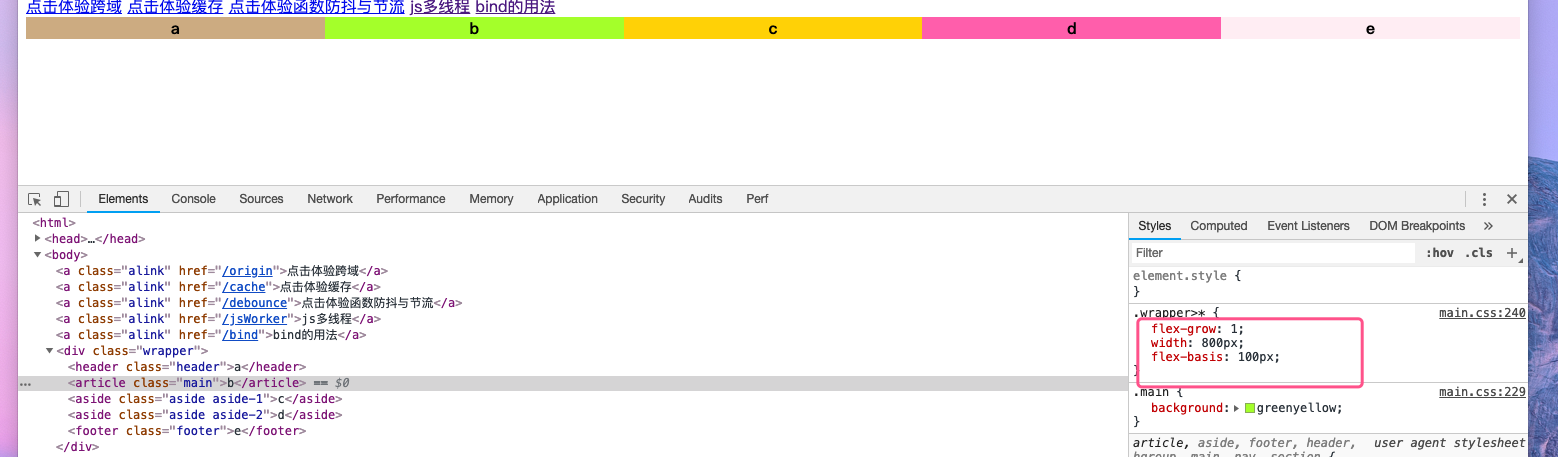 点击体验跨域 点击体验缓存 点击体验函数防抖与节流 js多线程 bind的用法
a b c d e
Elements Console Sources Network Performance Memory Application Security Audits Perf
<html>
<head>…</head>
<body>
<a class="alink" href="/origin">点击体验跨域</a>
<a class="alink" href="/cache">点击体验缓存</a>
<a class="alink" href="/debounce">点击体验函数防抖与节流</a>
<a class="alink" href="/jsWorker">js多线程</a>
<a class="alink" href="/bind">bind的用法</a>
<div class="wrapper">
<header class="header">a</header>
… <article class="main">b</article> == $0
<aside class="aside aside-1">c</aside>
<aside class="aside aside-2">d</aside>
<footer class="footer">e</footer>
</div>
Styles Computed Event Listeners DOM Breakpoints »
Filter :hov .cls +
element.style {
}
.wrapper>* { main.css:240
flex-grow: 1;
width: 800px;
flex-basis: 100px;
}
.main { main.css:229
background: greenyellow;
}
article, aside, footer, header, user agent stylesheet
hgroup, main, nav, section {